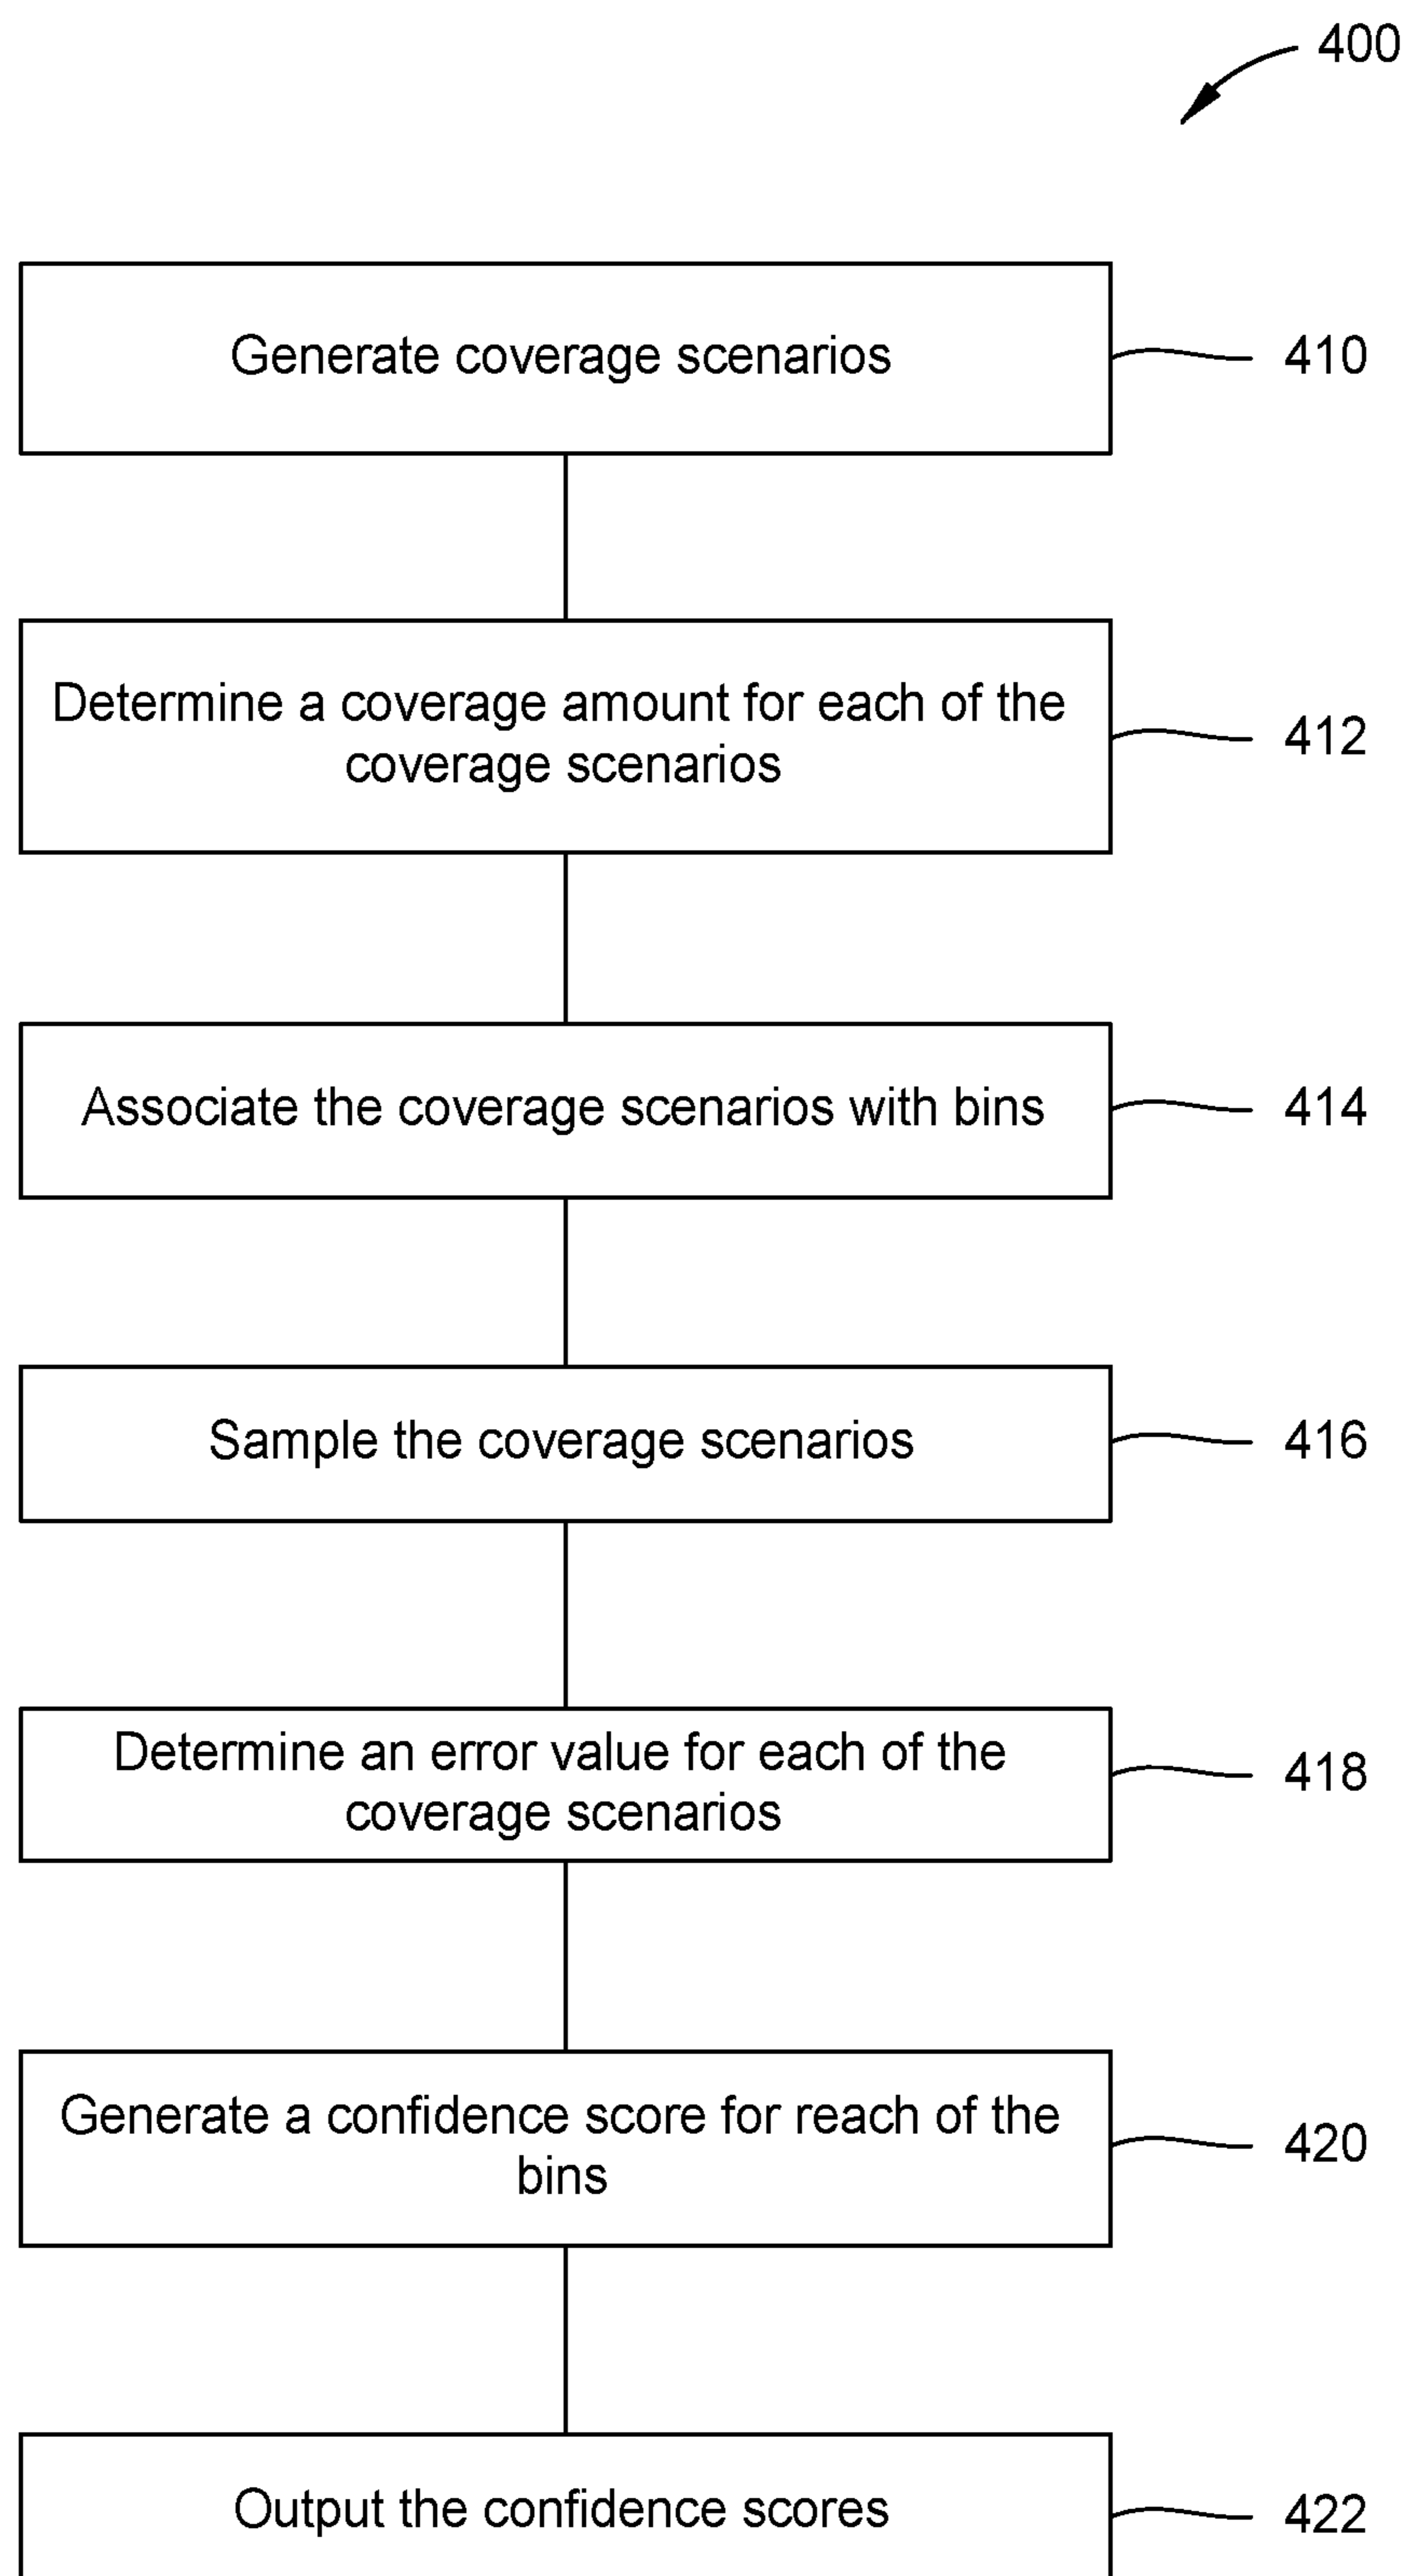 400
Generate coverage scenarios
410
Determine a coverage amount for each of the
coverage scenarios
412
Associate the coverage scenarios with bins
414
Sample the coverage scenarios
416
Determine an error value for each of the
coverage scenarios
418
Generate a confidence score for reach of the
bins
420
Output the confidence scores
422